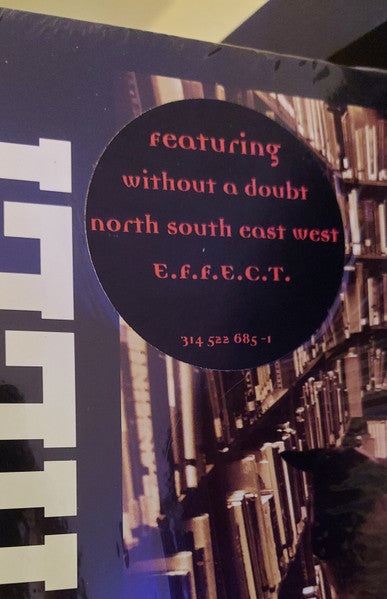 featuring
without a doubt
north south east west
E.F.F.E.C.T.
314 522 685-1